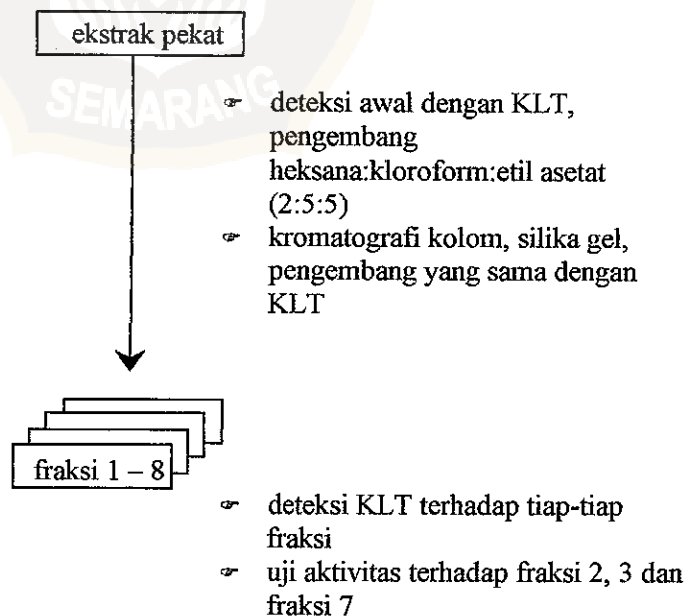 ekstrak pekat
SEMARANG
☞ deteksi awal dengan KLT,
pengembang
heksana:kloroform:etil asetat
(2:5:5)
☞ kromatografi kolom, silika gel,
pengembang yang sama dengan
KLT
fraksi 1 – 8
☞ deteksi KLT terhadap tiap-tiap
fraksi
☞ uji aktivitas terhadap fraksi 2, 3 dan
fraksi 7